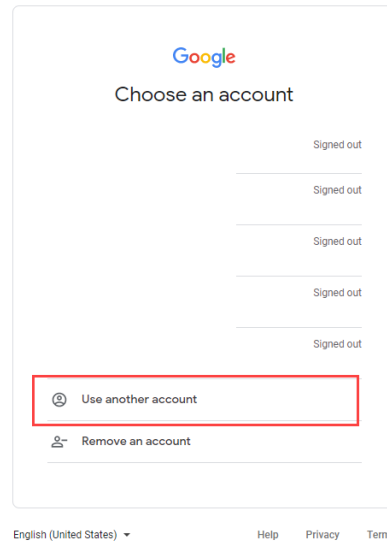 Google
Choose an account
Signed out
Signed out
Signed out
Signed out
Signed out
Use another account
Remove an account
English (United States) Help Privacy